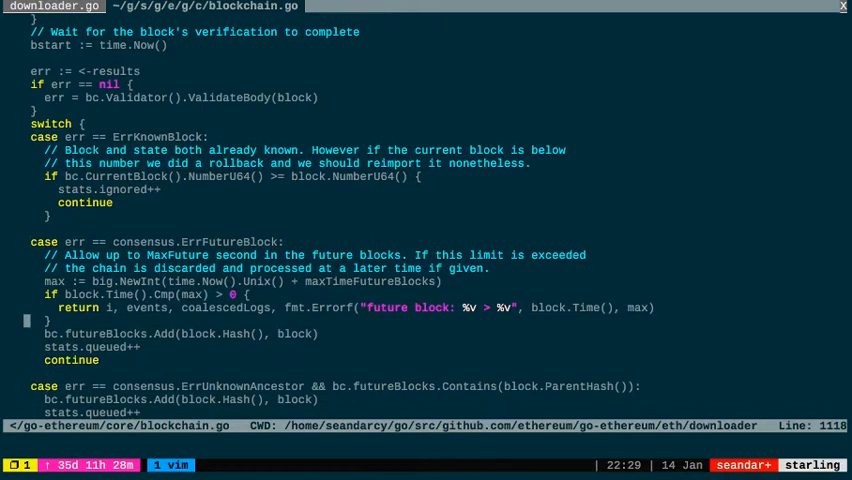 downloader.go ~/g/s/g/e/g/c/blockchain.go X
}
// Wait for the block's verification to complete
bstart := time.Now()
err := <-results
if err == nil {
err = bc.Validator().ValidateBody(block)
}
switch {
case err == ErrKnownBlock:
// Block and state both already known. However if the current block is below
// this number we did a rollback and we should reimport it nonetheless.
if bc.CurrentBlock().NumberU64() >= block.NumberU64() {
stats.ignored++
continue
}
case err == consensus.ErrFutureBlock:
// Allow up to MaxFuture second in the future blocks. If this limit is exceeded
// the chain is discarded and processed at a later time if given.
max := big.NewInt(time.Now().Unix() + maxTimeFutureBlocks)
if block.Time().Cmp(max) > 0 {
return i, events, coalescedLogs, fmt.Errorf("future block: %v > %v", block.Time(), max)
}
bc.futureBlocks.Add(block.Hash(), block)
stats.queued++
continue
case err == consensus.ErrUnknownAncestor && bc.futureBlocks.Contains(block.ParentHash()):
bc.futureBlocks.Add(block.Hash(), block)
stats.queued++
</go-ethereum/core/blockchain.go CWD: /home/seandarcy/go/src/github.com/ethereum/go-ethereum/eth/downloader Line: 1118
❐ 1 ↑ 35d 11h 28m 1 vim | 22:29 | 14 Jan seandar+ starling